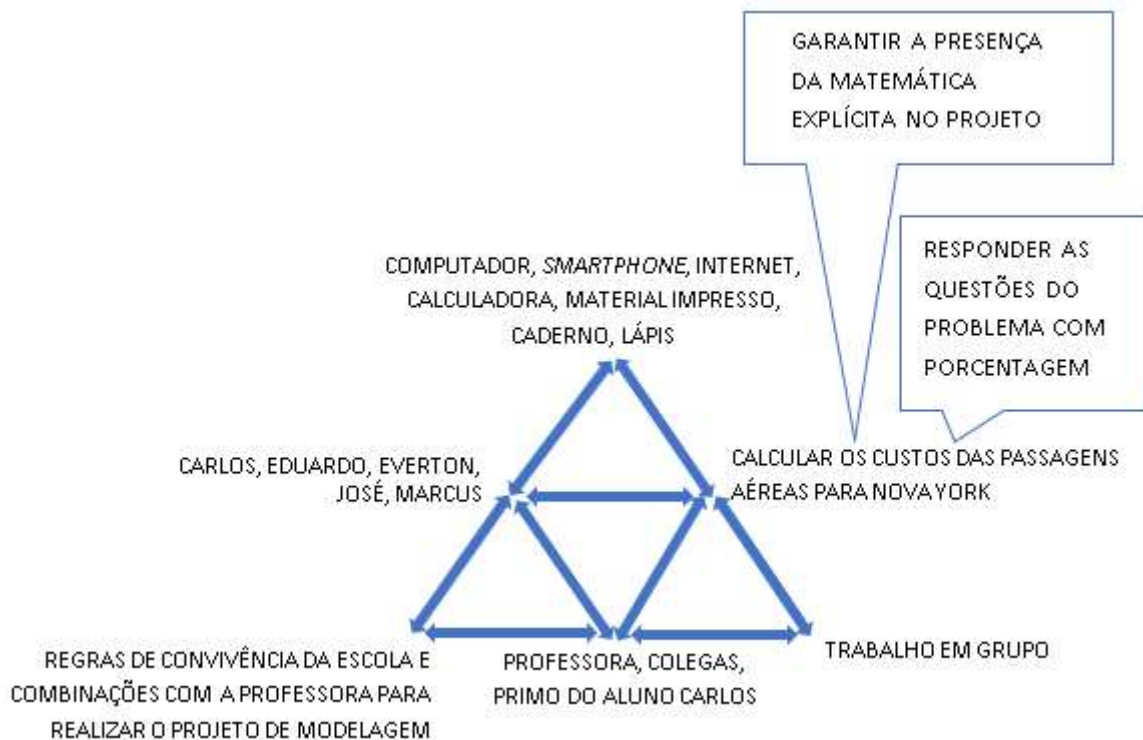 GARANTIR A PRESENÇA
DA MATEMÁTICA
EXPLÍCITA NO PROJETO
RESPONDER AS
QUESTÕES DO
PROBLEMA COM
PORCENTAGEM
COMPUTADOR, SMARTPHONE, INTERNET,
CALCULADORA, MATERIAL IMPRESSO,
CADERNO, LÁPIS
CARLOS, EDUARDO, EVERTON,
JOSÉ, MARCUS
CALCULAR OS CUSTOS DAS PASSAGENS
AÉREAS PARA NOVA YORK
REGRAS DE CONVIVÊNCIA DA ESCOLA E
COMBINAÇÕES COM A PROFESSORA PARA
REALIZAR O PROJETO DE MODELAGEM
PROFESSORA, COLEGAS,
PRIMO DO ALUNO CARLOS
TRABALHO EM GRUPO